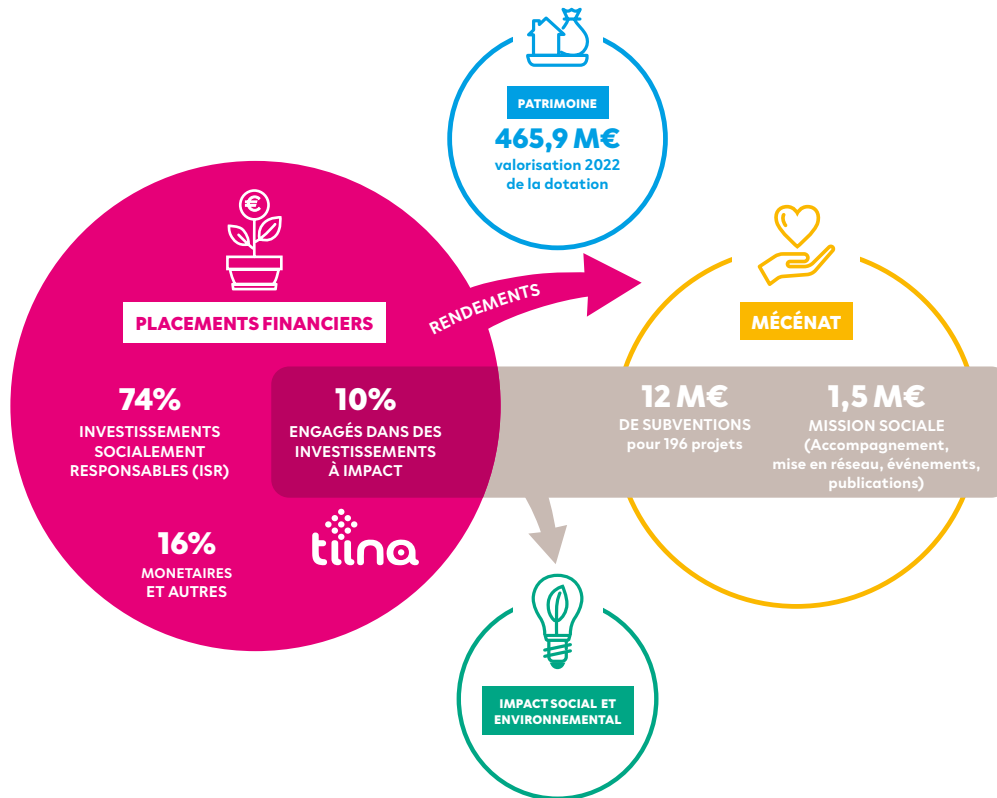 PATRIMOINE
465,9 M€
valorisation 2022
de la dotation
€
PLACEMENTS FINANCIERS
RENDEMENTS
MÉCÉNAT
74%
INVESTISSEMENTS
SOCIALEMENT
RESPONSABLES (ISR)
10%
ENGAGÉS DANS DES
INVESTISSEMENTS
À IMPACT
12 M€
DE SUBVENTIONS
pour 196 projets
1,5 M€
MISSION SOCIALE
(Accompagnement,
mise en réseau, événements,
publications)
16%
MONETAIRES
ET AUTRES
tiina
IMPACT SOCIAL ET
ENVIRONNEMENTAL